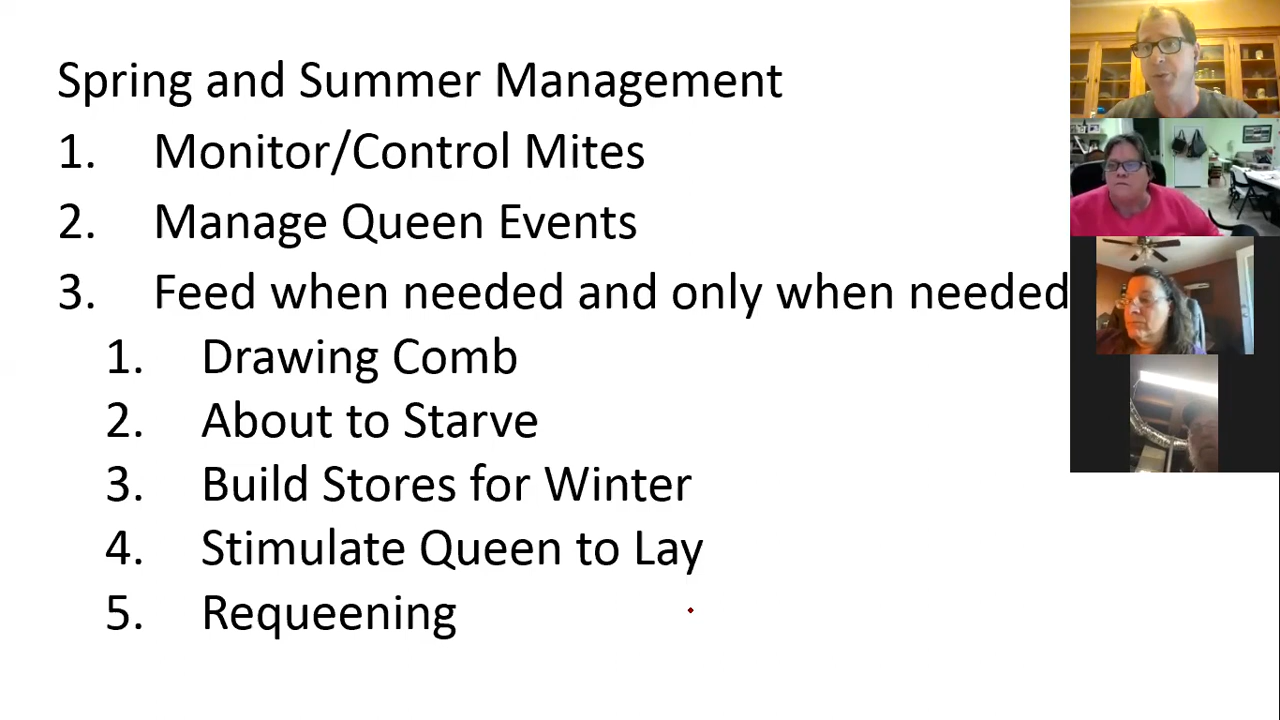 Spring and Summer Management
1. Monitor/Control Mites
2. Manage Queen Events
3. Feed when needed and only when needed
1. Drawing Comb
2. About to Starve
3. Build Stores for Winter
4. Stimulate Queen to Lay
5. Requeening